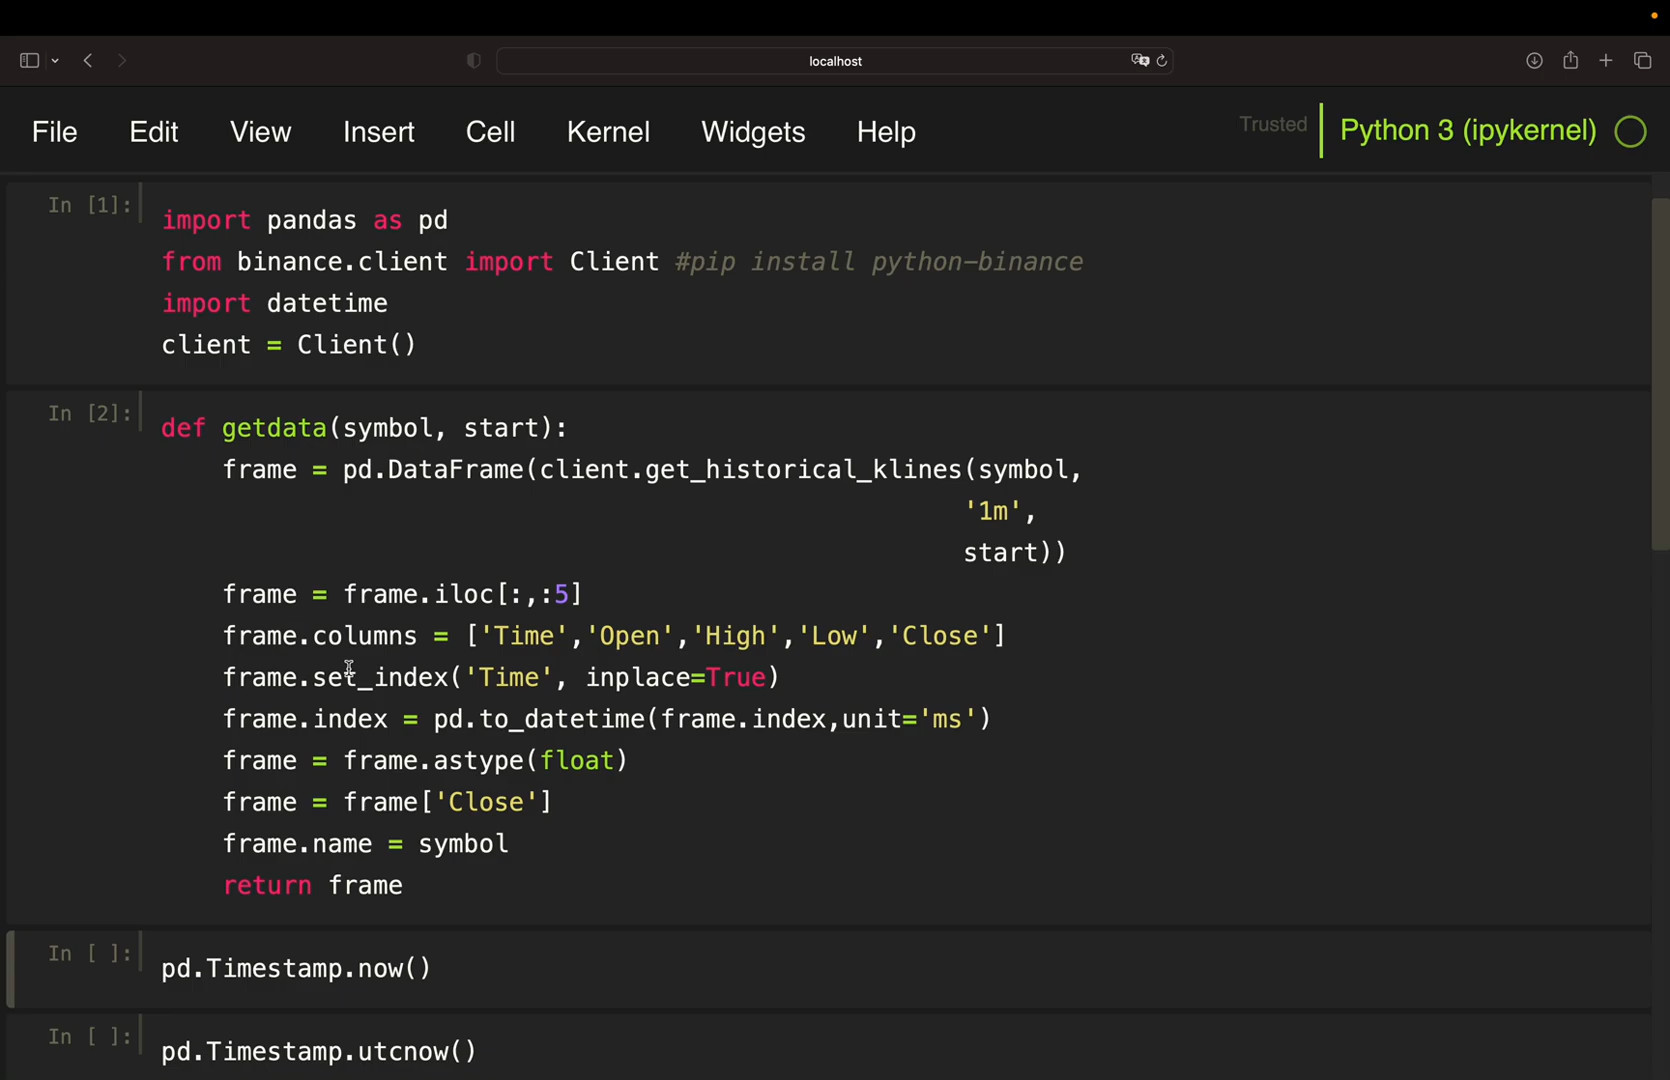 localhost
File Edit View Insert Cell Kernel Widgets Help Trusted Python 3 (ipykernel)
In [1]:
import pandas as pd
from binance.client import Client #pip install python-binance
import datetime
client = Client()
In [2]:
def getdata(symbol, start):
    frame = pd.DataFrame(client.get_historical_klines(symbol,
                                                     '1m',
                                                     start))
    frame = frame.iloc[:,:5]
    frame.columns = ['Time','Open','High','Low','Close']
    frame.set_index('Time', inplace=True)
    frame.index = pd.to_datetime(frame.index,unit='ms')
    frame = frame.astype(float)
    frame = frame['Close']
    frame.name = symbol
    return frame
In [ ]:
pd.Timestamp.now()
In [ ]:
pd.Timestamp.utcnow()